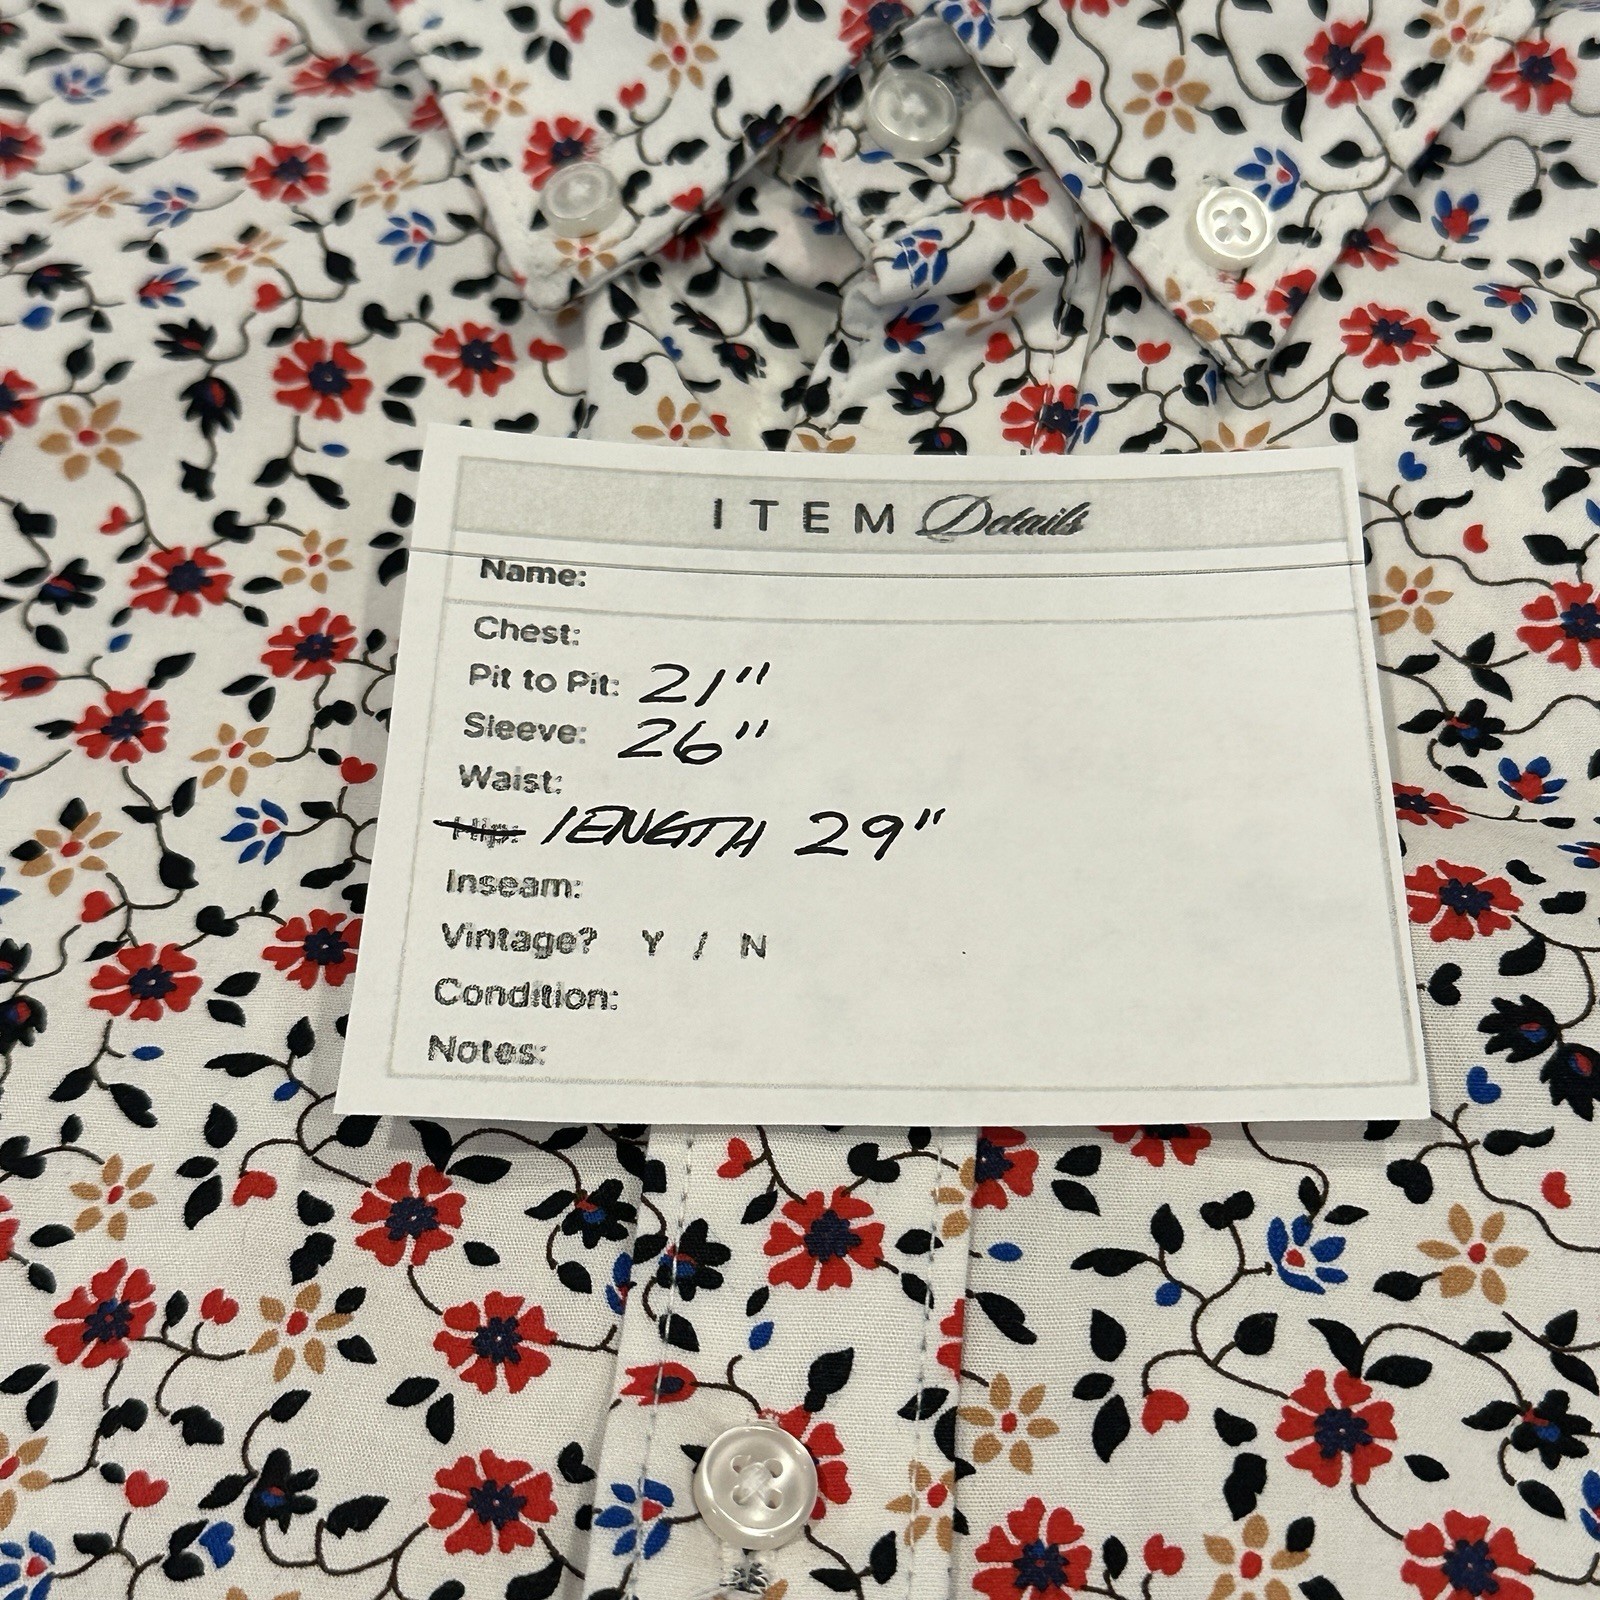 ITEM Details
Name:
Chest:
Pit to Pit: 21"
Sleeve: 26"
Waist:
Hip: LENGTH 29"
Inseam:
Vintage? Y / N
Condition:
Notes: